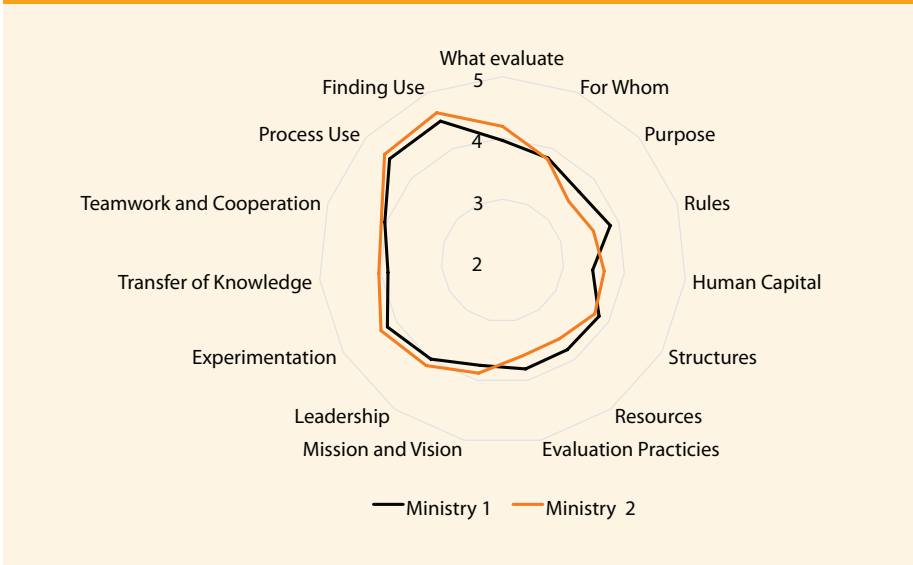 What evaluate
5
Finding Use
For Whom
Process Use
4
Purpose
Teamwork and Cooperation
3
Rules
2
Transfer of Knowledge
Human Capital
Experimentation
Structures
Leadership
Resources
Mission and Vision
Evaluation Practicies
Ministry 1
Ministry 2